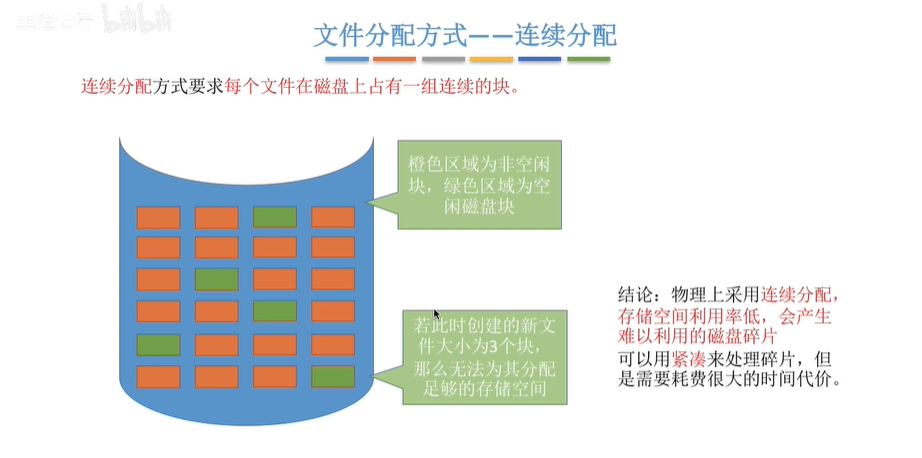 bilibili
文件分配方式——连续分配
连续分配方式要求每个文件在磁盘上占有一组连续的块。
橙色区域为非空闲
块，绿色区域为空
闲磁盘块
若此时创建的新文
件大小为3个块，
那么无法为其分配
足够的存储空间
结论：物理上采用连续分配，
存储空间利用率低，会产生
难以利用的磁盘碎片
可以用紧凑来处理碎片，但
是需要耗费很大的时间代价。